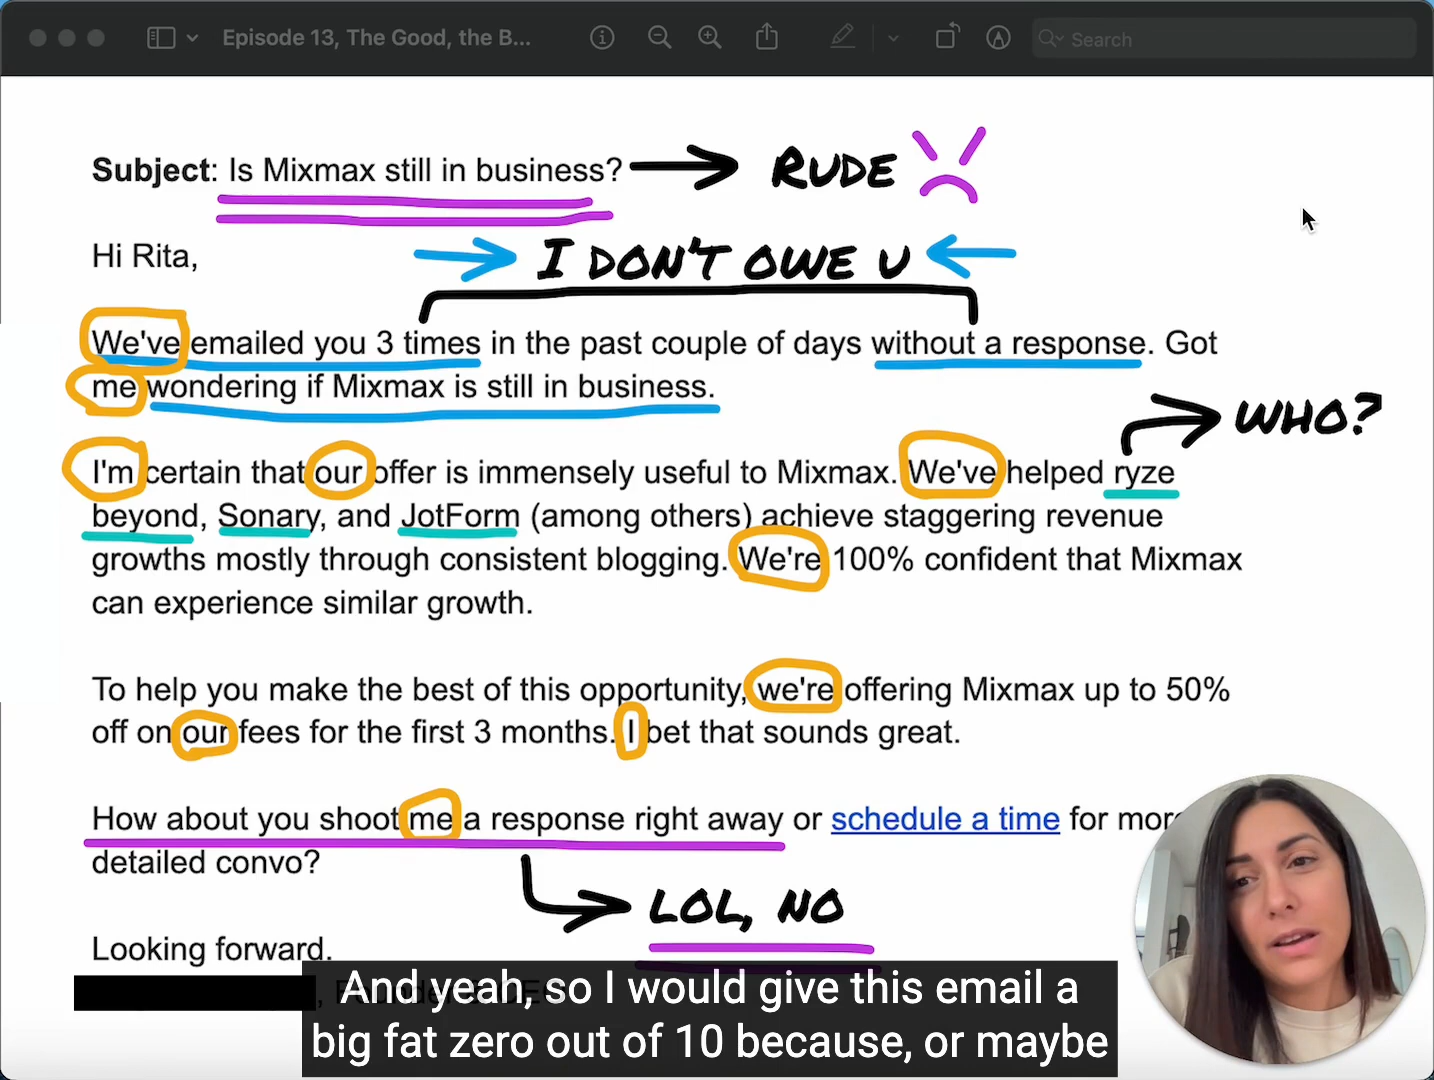 Episode 13, The Good, the B...
Search
Subject: Is Mixmax still in business? RUDE
Hi Rita,
I DON'T OWE U
We've emailed you 3 times in the past couple of days without a response. Got
me wondering if Mixmax is still in business.
WHO?
I'm certain that our offer is immensely useful to Mixmax. We've helped ryze
beyond, Sonary, and JotForm (among others) achieve staggering revenue
growths mostly through consistent blogging. We're 100% confident that Mixmax
can experience similar growth.
To help you make the best of this opportunity, we're offering Mixmax up to 50%
off on our fees for the first 3 months. I bet that sounds great.
How about you shoot me a response right away or schedule a time for more
detailed convo?
LOL, NO
Looking forward.
And yeah, so I would give this email a
big fat zero out of 10 because, or maybe